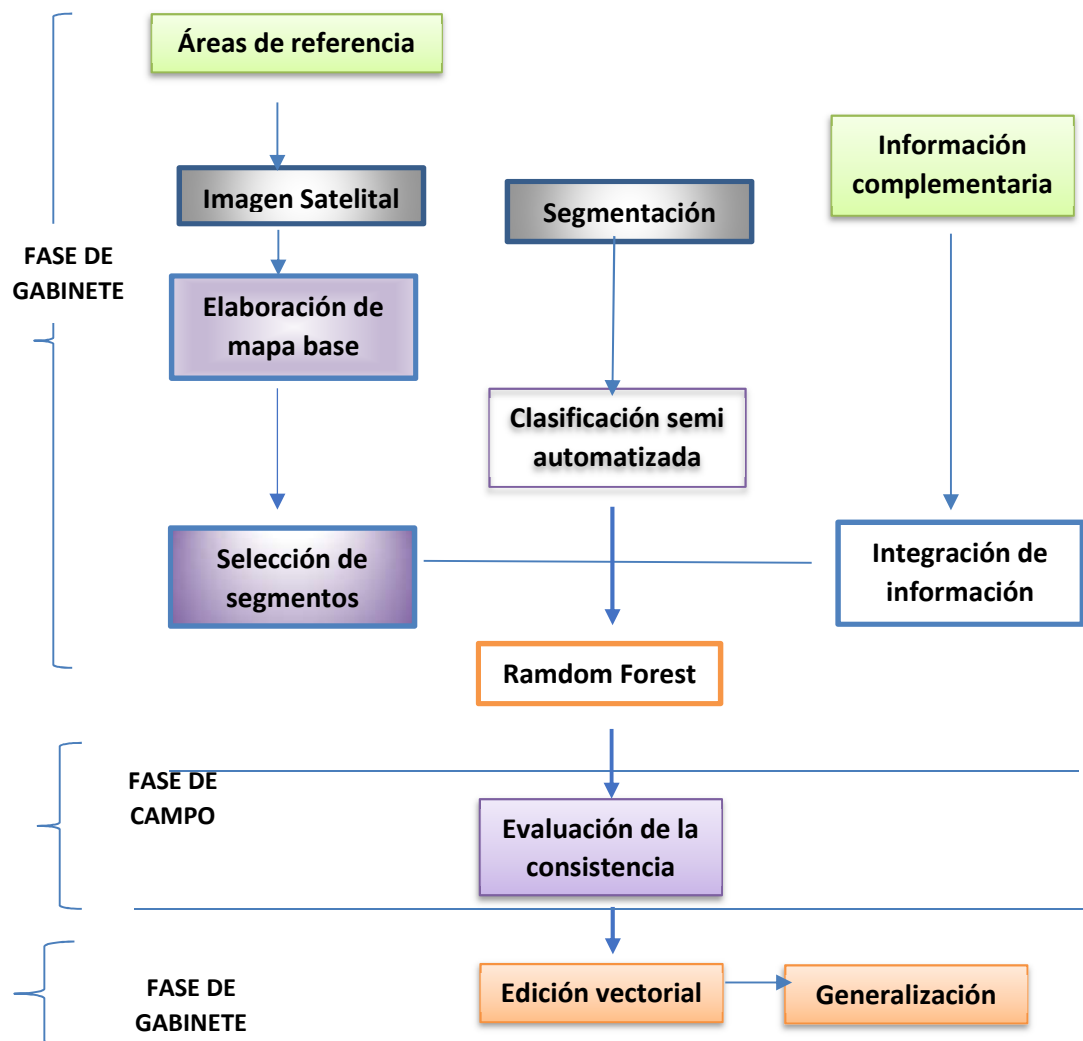 Áreas de referencia
Información
complementaria
Imagen Satelital
Segmentación
FASE DE
GABINETE
Elaboración de
mapa base
Clasificación semi
automatizada
Selección de
segmentos
Integración de
información
Ramdom Forest
FASE DE
CAMPO
Evaluación de la
consistencia
FASE DE
GABINETE
Edición vectorial
Generalización